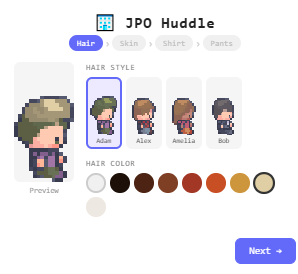 JPO Huddle
Hair › Skin › Shirt › Pants
HAIR STYLE
Adam Alex Amelia Bob
Preview
HAIR COLOR
Next →